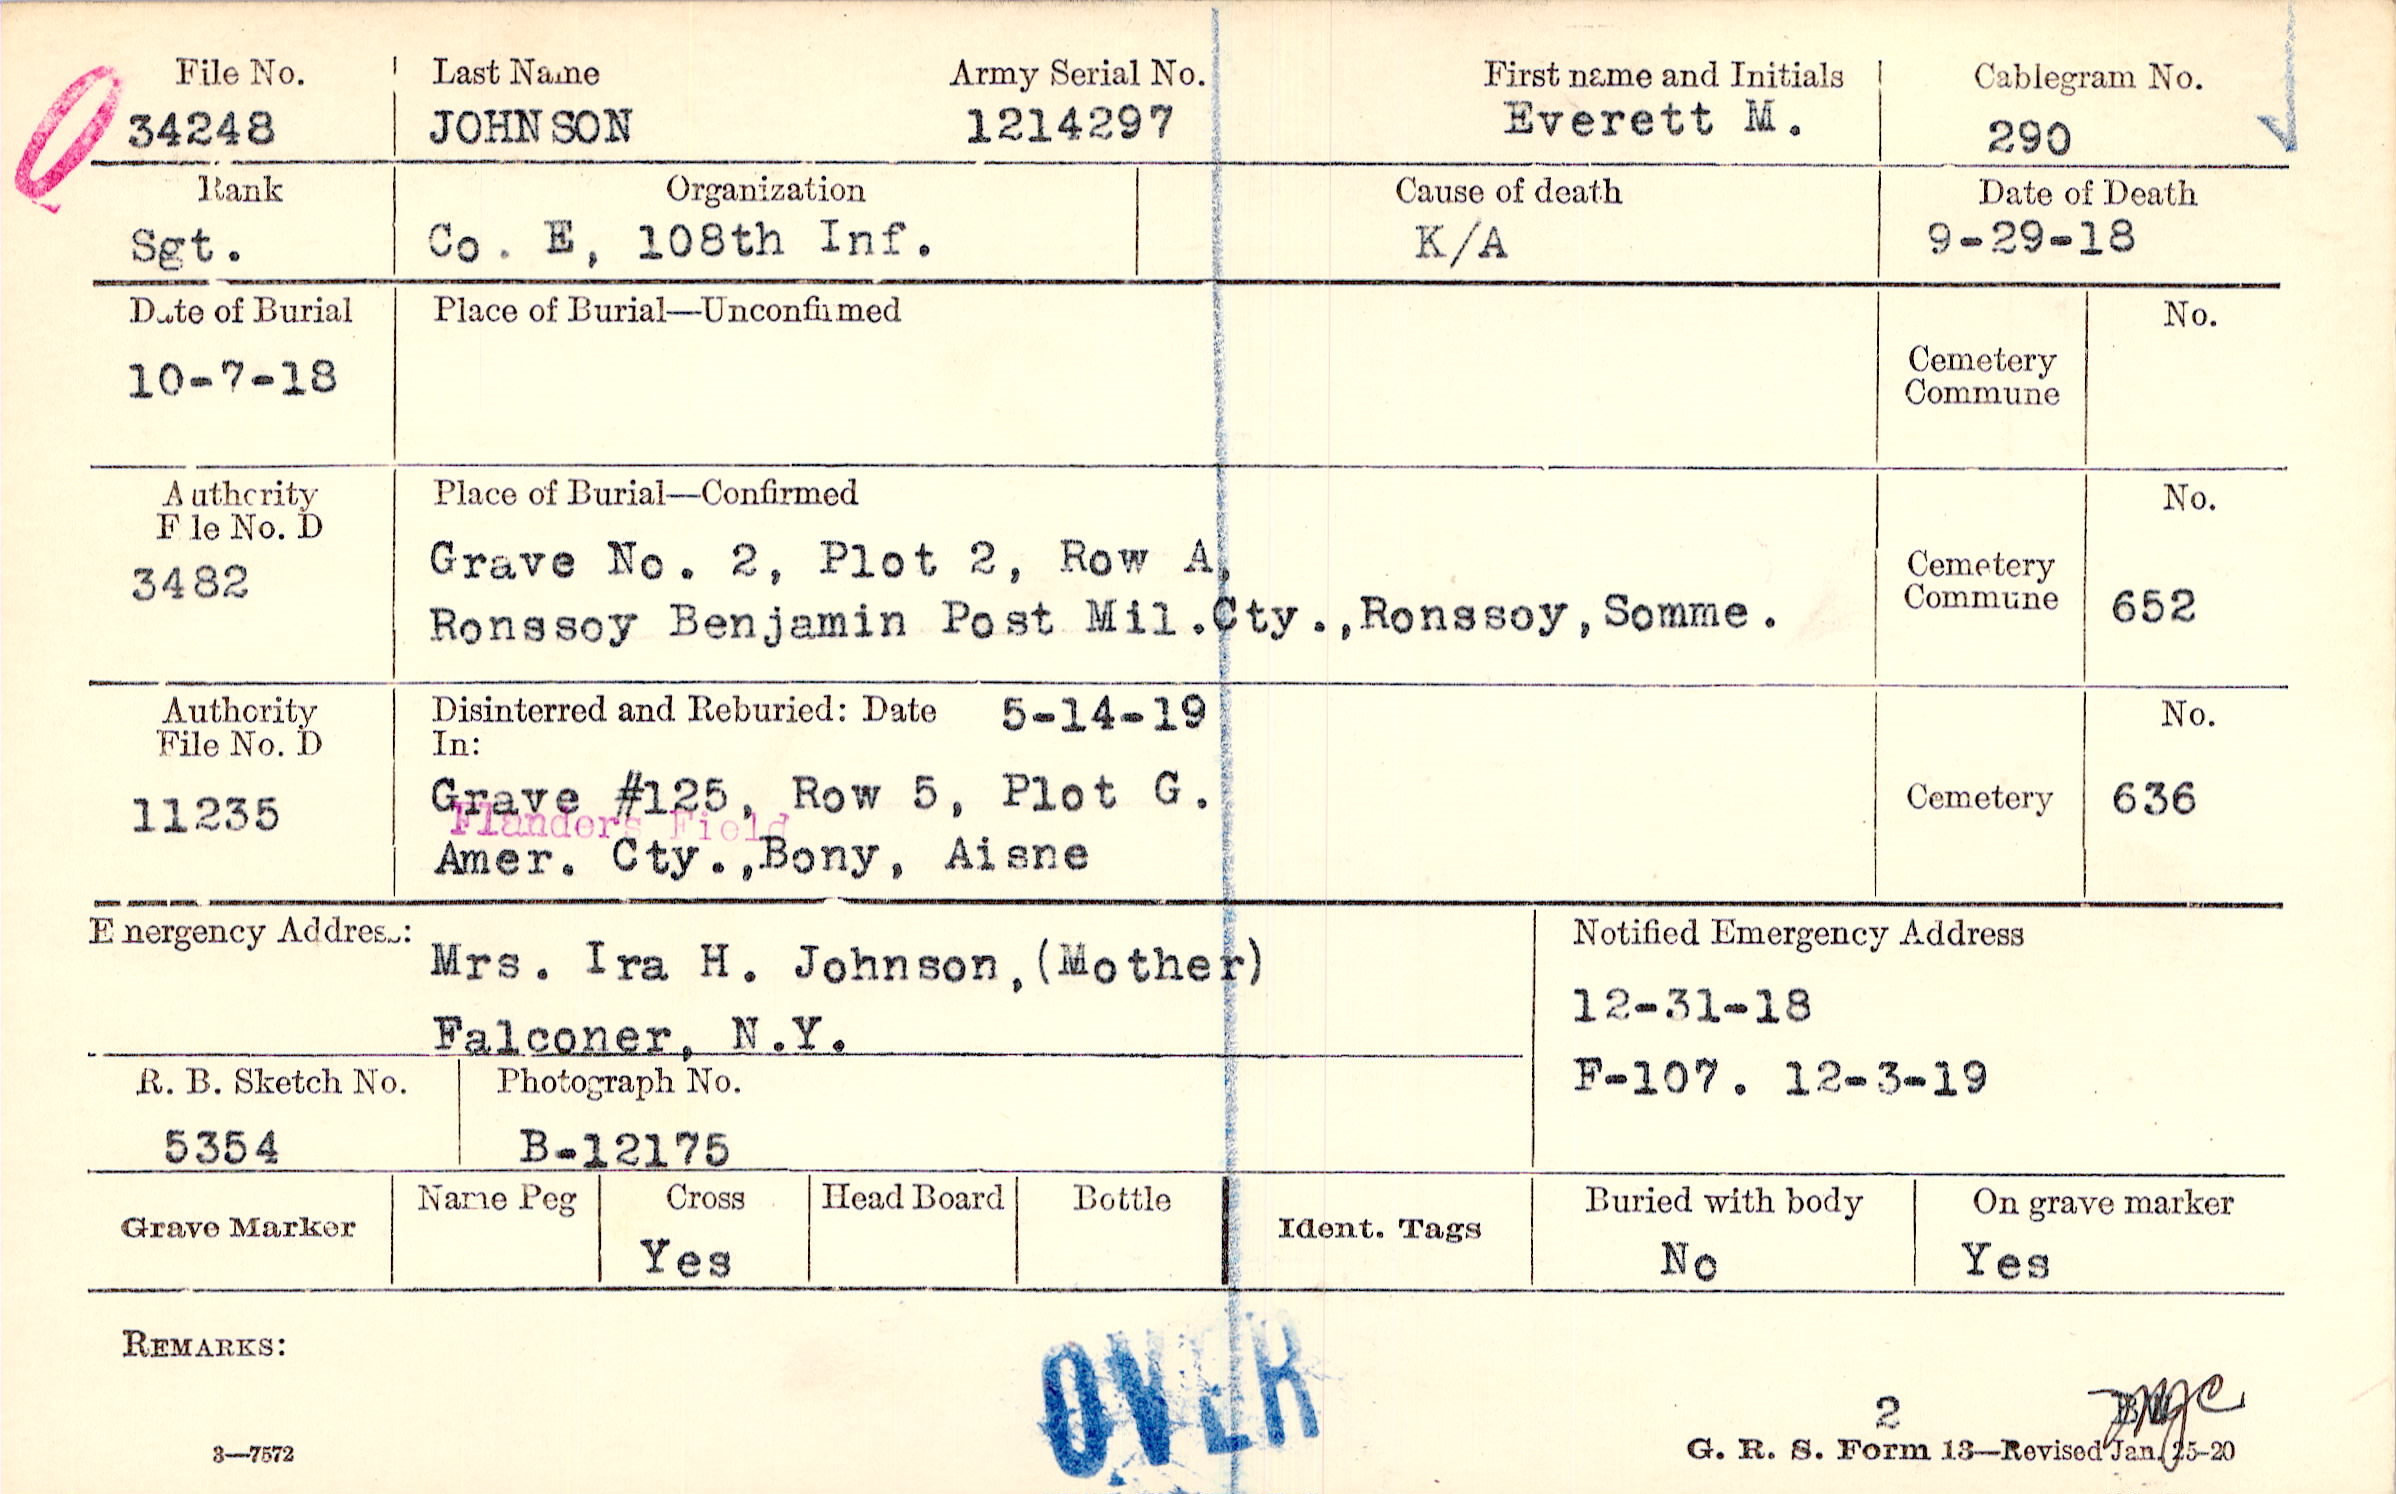 File No. Last Name Army Serial No. First name and Initials Cablegram No.
34248 JOHNSON 1214297 Everett M. 290
Rank Organization Cause of death Date of Death
Sgt. Co. E, 108th Inf. K/A 9-29-18
Date of Burial Place of Burial—Unconfirmed No.
10-7-18 Cemetery
Commune
Authority Place of Burial—Confirmed No.
File No. D
3482 Grave No. 2, Plot 2, Row A, Cemetery
Ronssoy Benjamin Post Mil.Cty.,Ronssoy,Somme. Commune 652
Authority Disinterred and Reburied: Date 5-14-19 No.
File No. D In:
11235 Grave #125, Row 5, Plot G. Cemetery 636
Flanders Field
Amer. Cty.,Bony, Aisne
Emergency Address: Notified Emergency Address
Mrs. Ira H. Johnson,(Mother) 12-31-18
Falconer, N.Y.
R. B. Sketch No. Photograph No. F-107. 12-3-19
5354 B-12175
Grave Marker Name Peg Cross Head Board Bottle Ident. Tags Buried with body On grave marker
Yes No Yes
REMARKS:
OVER
2
3—7572 G. R. S. Form 13—Revised Jan. 25-20